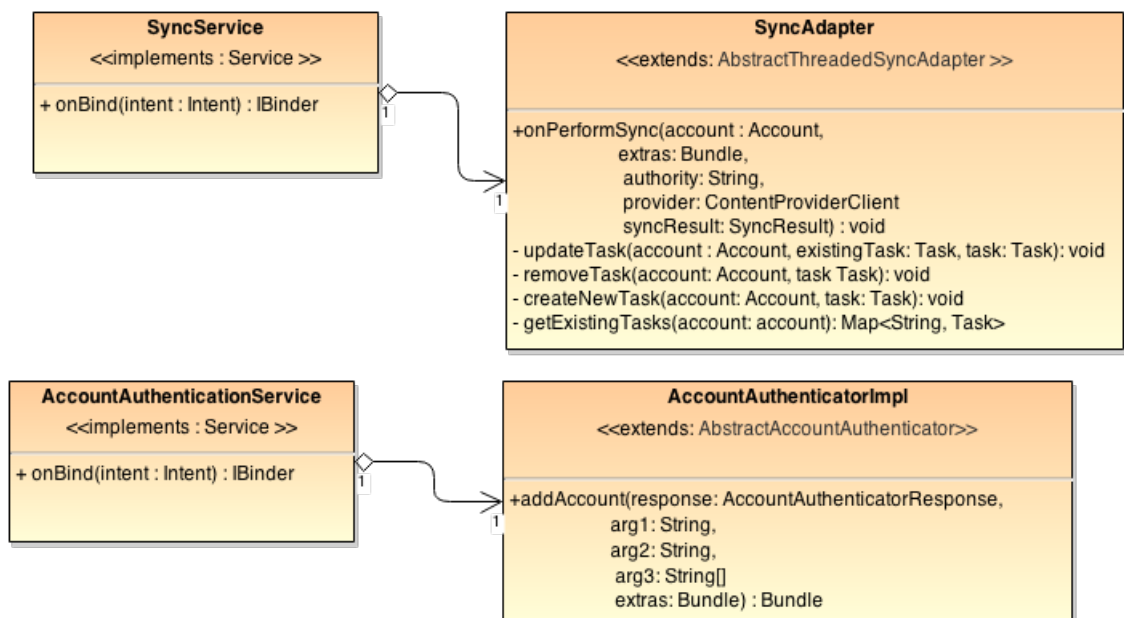 SyncService
<<implements : Service >>
+ onBind(intent : Intent) : IBinder
1
1
SyncAdapter
<<extends: AbstractThreadedSyncAdapter >>
+onPerformSync(account : Account,
extras: Bundle,
authority: String,
provider: ContentProviderClient
syncResult: SyncResult) : void
- updateTask(account : Account, existingTask: Task, task: Task): void
- removeTask(account: Account, task Task): void
- createNewTask(account: Account, task: Task): void
- getExistingTasks(account: account): Map<String, Task>
AccountAuthenticationService
<<implements : Service >>
+ onBind(intent : Intent) : IBinder
1
1
AccountAuthenticatorImpl
<<extends: AbstractAccountAuthenticator>>
+addAccount(response: AccountAuthenticatorResponse,
arg1: String,
arg2: String,
arg3: String[]
extras: Bundle) : Bundle